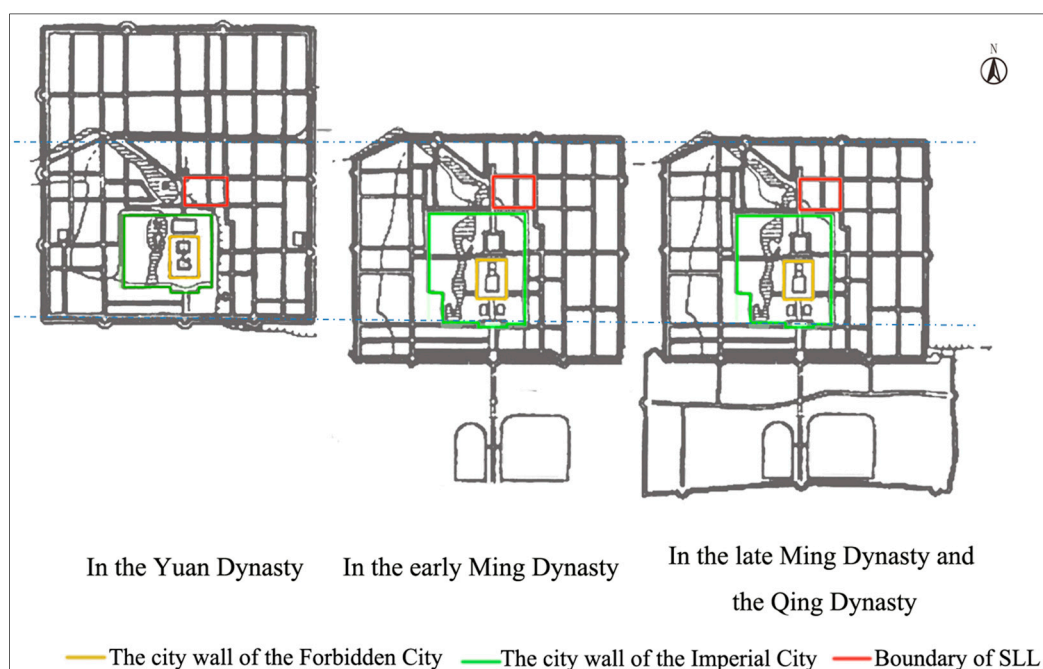 N
In the Yuan Dynasty
In the early Ming Dynasty
In the late Ming Dynasty and
the Qing Dynasty
The city wall of the Forbidden City
The city wall of the Imperial City
Boundary of SLL